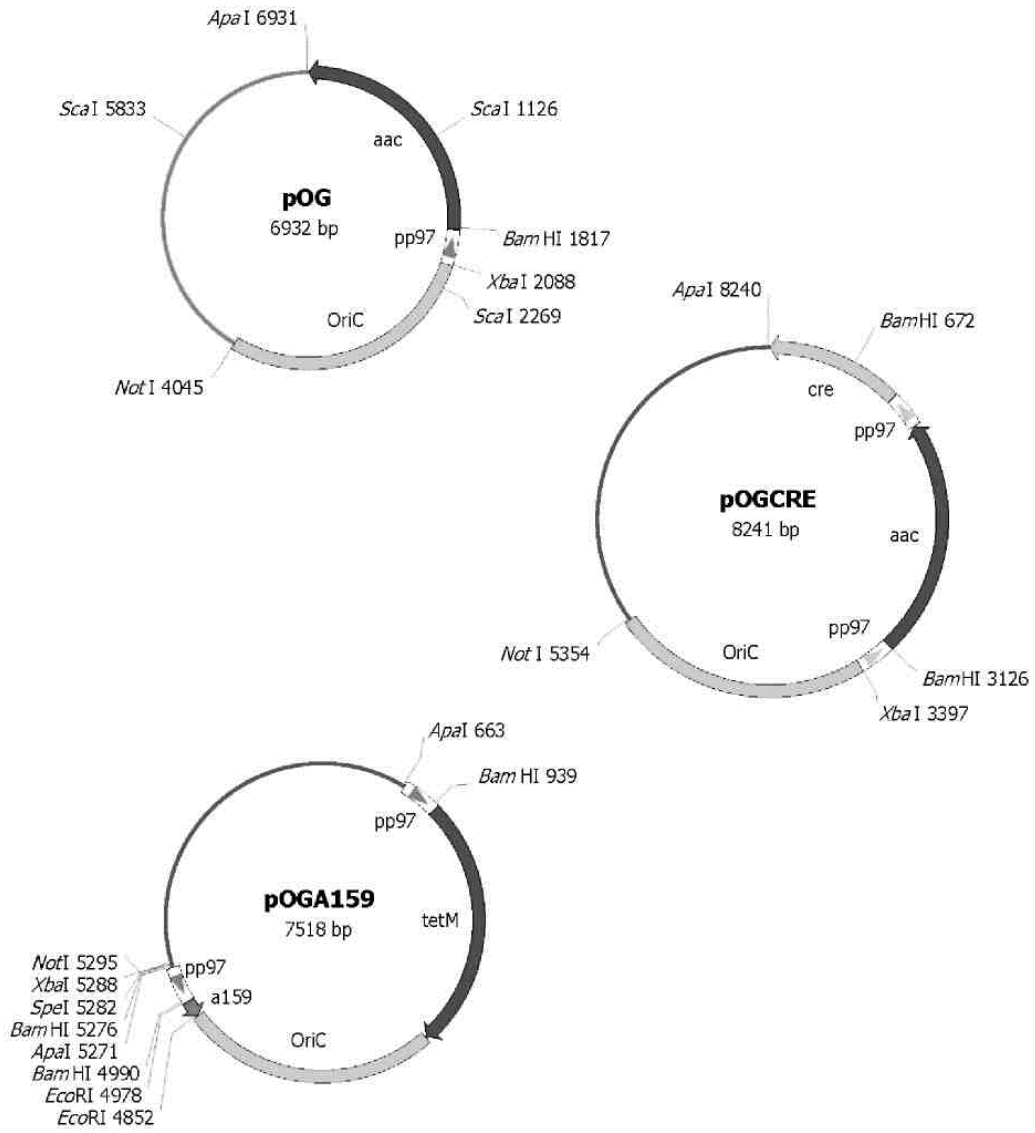 ApaI 6931
ScaI 5833
ScaI 1126
aac
pOG
6932 bp
pp97
BamHI 1817
XbaI 2088
OriC
ScaI 2269
NotI 4045
ApaI 8240
BamHI 672
cre
pp97
pOGCRE
8241 bp
aac
pp97
NotI 5354
OriC
BamHI 3126
XbaI 3397
ApaI 663
BamHI 939
pp97
pOGA159
7518 bp
tetM
NotI 5295
pp97
XbaI 5288
SpeI 5282
a159
BamHI 5276
OriC
ApaI 5271
BamHI 4990
EcoRI 4978
EcoRI 4852